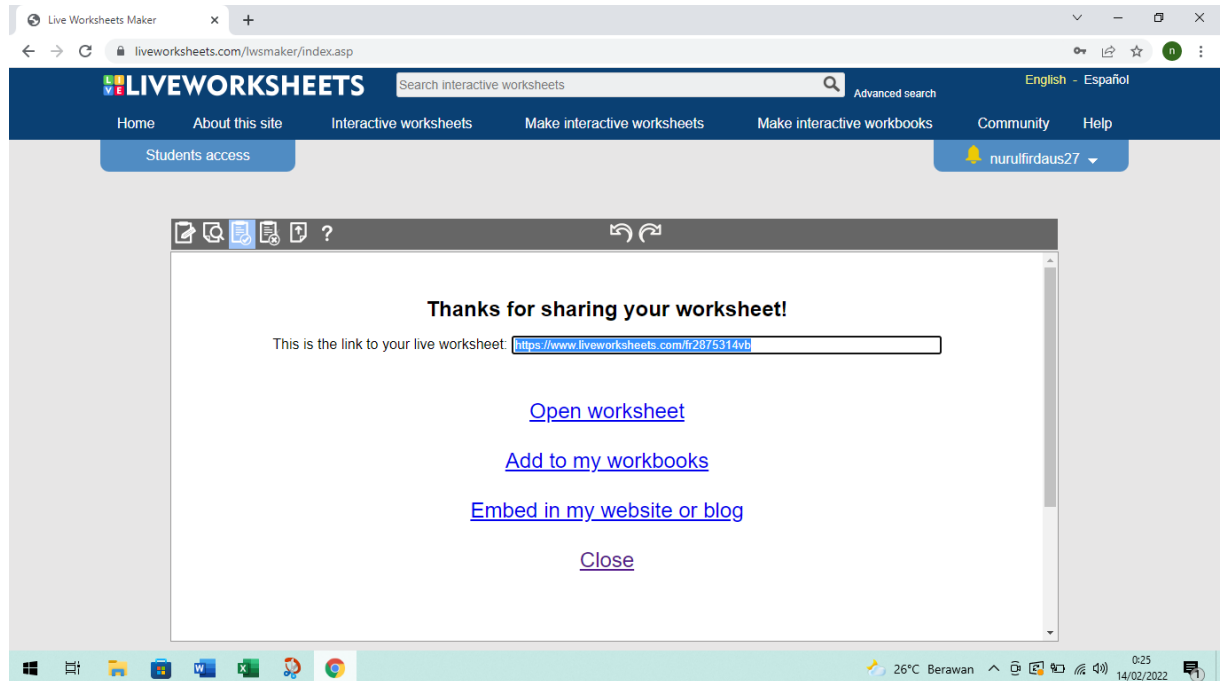 Live Worksheets Maker
liveworksheets.com/lwsmaker/index.asp
n
LIVE LIVEWORKSHEETS
Search interactive worksheets
Advanced search
English - Español
Home About this site Interactive worksheets Make interactive worksheets Make interactive workbooks Community Help
Students access
nurulfirdaus27
?
Thanks for sharing your worksheet!
This is the link to your live worksheet: https://www.liveworksheets.com/fr2875314vb
Open worksheet
Add to my workbooks
Embed in my website or blog
Close
26°C Berawan
0:25
14/02/2022
1